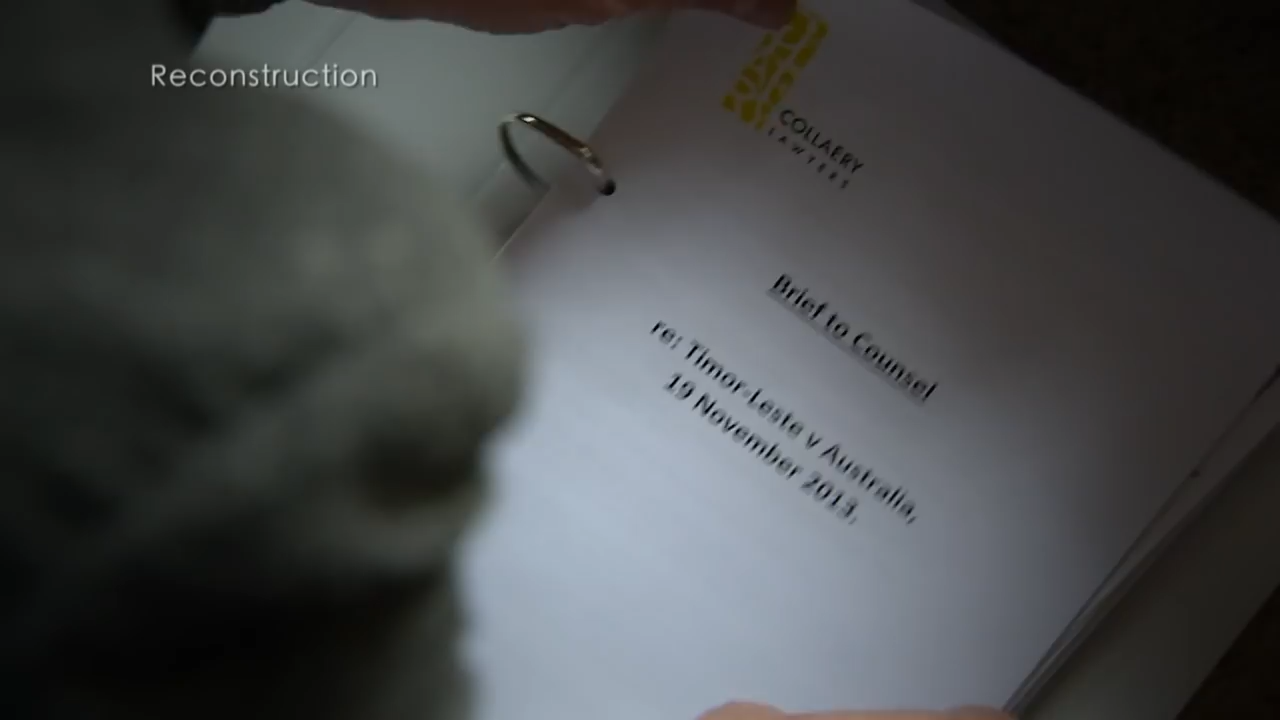 Reconstruction
COLLAERY
LAWYERS
Brief to Counsel
re: Timor-Leste v Australia,
19 November 2013.